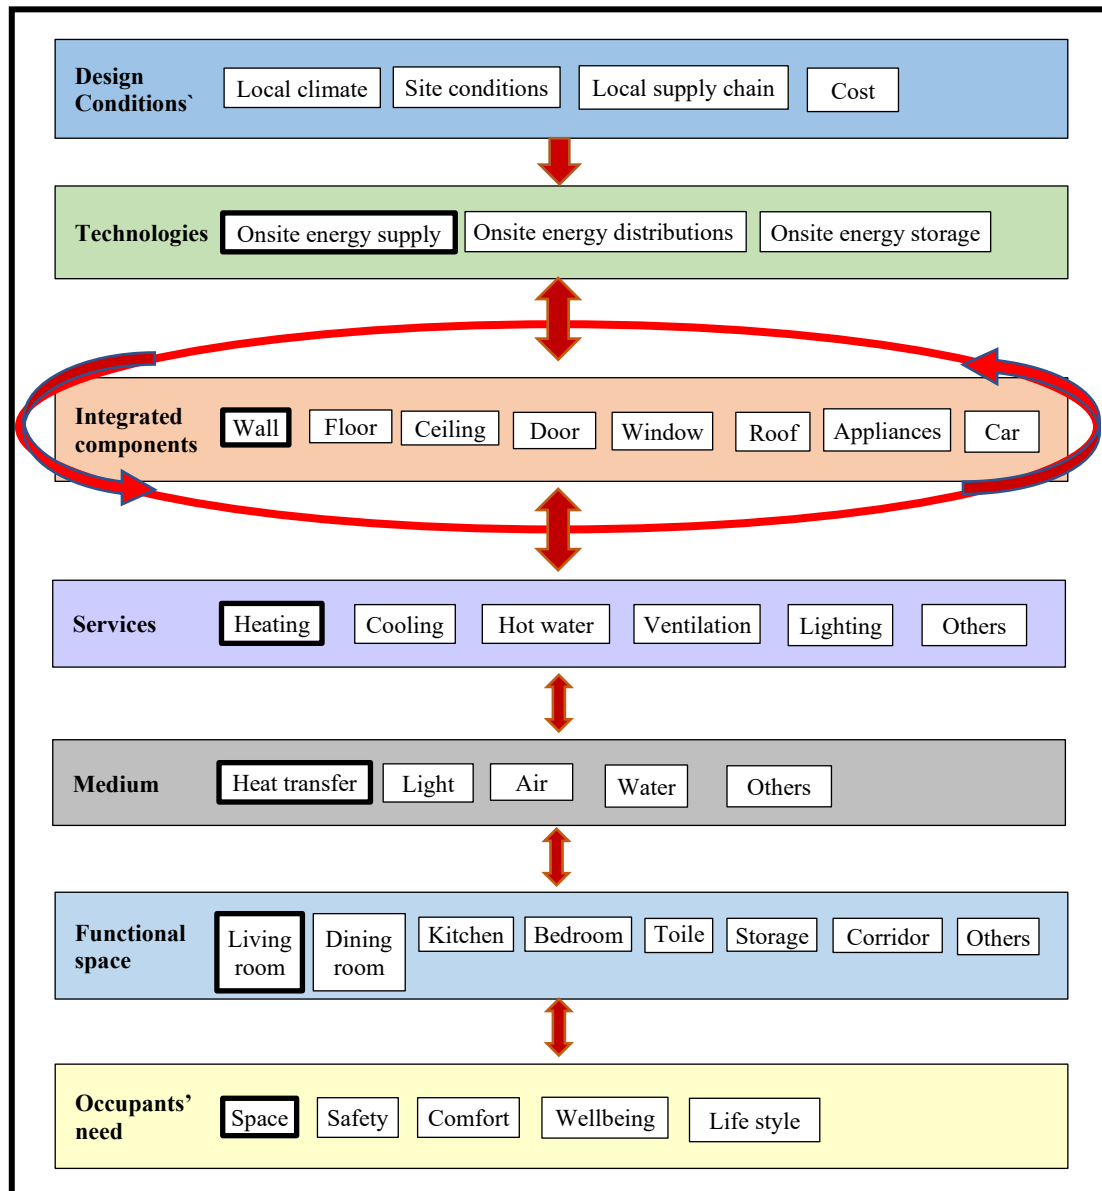 Design
Conditions`
Local climate
Site conditions
Local supply chain
Cost
Technologies
Onsite energy supply
Onsite energy distributions
Onsite energy storage
Integrated
components
Wall
Floor
Ceiling
Door
Window
Roof
Appliances
Car
Services
Heating
Cooling
Hot water
Ventilation
Lighting
Others
Medium
Heat transfer
Light
Air
Water
Others
Functional
space
Living
room
Dining
room
Kitchen
Bedroom
Toile
Storage
Corridor
Others
Occupants’
need
Space
Safety
Comfort
Wellbeing
Life style